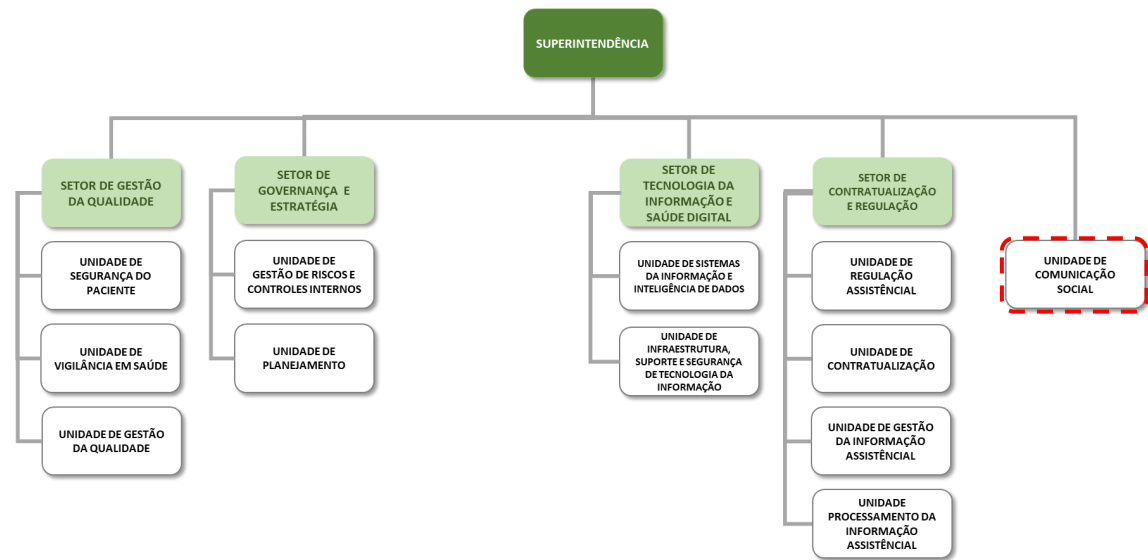 SUPERINTENDÊNCIA
SETOR DE GESTÃO
DA QUALIDADE
UNIDADE DE
SEGURANÇA DO
PACIENTE
UNIDADE DE
VIGILÂNCIA EM SAÚDE
UNIDADE DE GESTÃO
DA QUALIDADE
SETOR DE
GOVERNANÇA E
ESTRATÉGIA
UNIDADE DE
GESTÃO DE RISCOS E
CONTROLES INTERNOS
UNIDADE DE
PLANEJAMENTO
SETOR DE
TECNOLOGIA DA
INFORMAÇÃO E
SAÚDE DIGITAL
UNIDADE DE SISTEMAS
DA INFORMAÇÃO E
INTELIGÊNCIA DE DADOS
UNIDADE DE
INFRAESTRUTURA,
SUPORTE E SEGURANÇA
DE TECNOLOGIA DA
INFORMAÇÃO
SETOR DE
CONTRATUALIZAÇÃO
E REGULAÇÃO
UNIDADE DE
REGULAÇÃO
ASSISTÊNCIAL
UNIDADE DE
CONTRATUALIZAÇÃO
UNIDADE DE GESTÃO
DA INFORMAÇÃO
ASSISTÊNCIAL
UNIDADE
PROCESSAMENTO DA
INFORMAÇÃO
ASSISTÊNCIAL
UNIDADE DE
COMUNICAÇÃO
SOCIAL